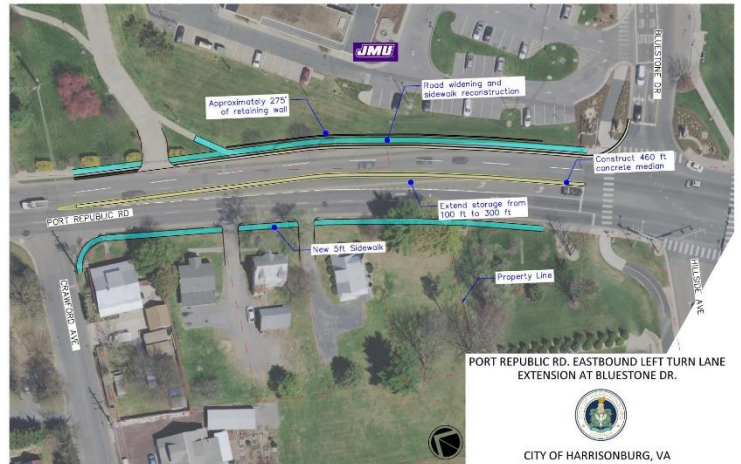 JMU
BLUESTONE DR
Road widening and
sidewalk reconstruction
Approximately 275'
of retaining wall
Construct 460 ft
concrete median
Extend storage from
100 ft to 300 ft
PORT REPUBLIC RD
New 5ft Sidewalk
Property Line
CRAWFORD AVE
HILLSIDE AVE
PORT REPUBLIC RD. EASTBOUND LEFT TURN LANE
EXTENSION AT BLUESTONE DR.
CITY OF HARRISONBURG, VA